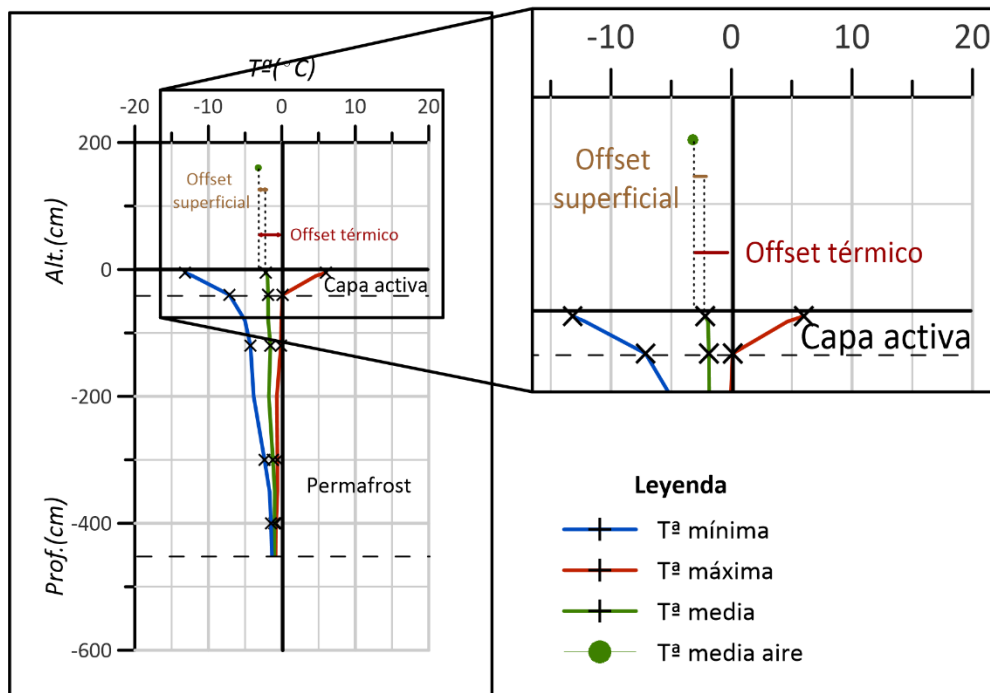 Tª(°C)
-20 -10 0 10 20
200
0
-200
-400
-600
Alt.(cm)
Prof.(cm)
Offset
superficial
Offset térmico
Capa activa
Permafrost
-10 0 10 20
Offset
superficial
Offset térmico
Capa activa
Leyenda
Tª mínima
Tª máxima
Tª media
Tª media aire